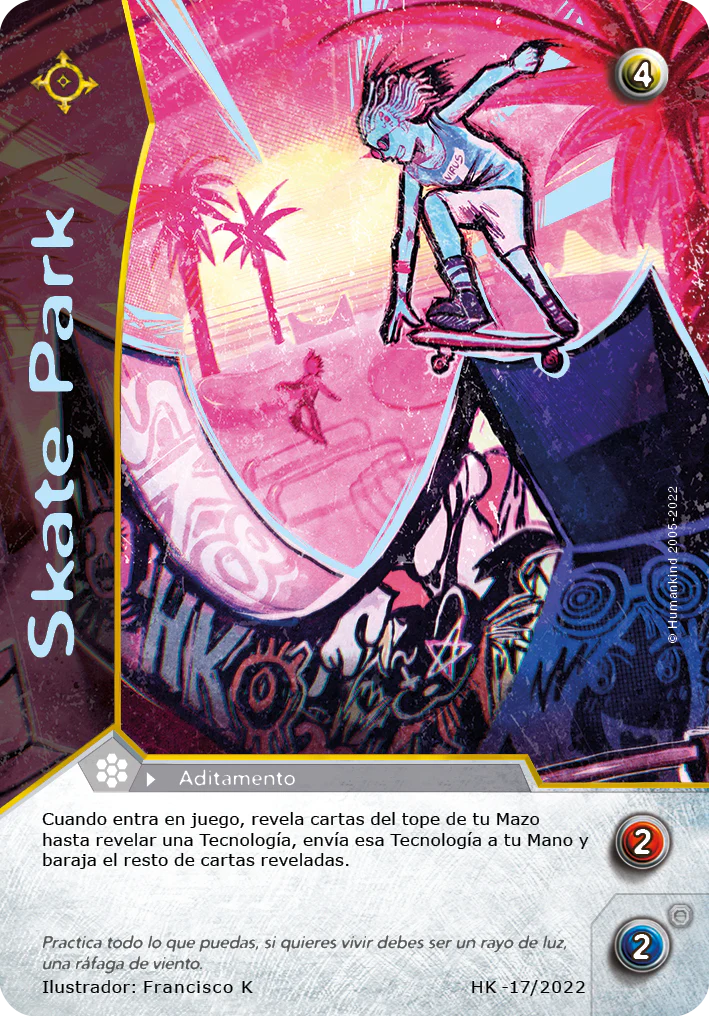 4
Skate Park
VIRUS
HK
© Humankind 2005-2022
Aditamento
Cuando entra en juego, revela cartas del tope de tu Mazo
hasta revelar una Tecnología, envía esa Tecnología a tu Mano y
baraja el resto de cartas reveladas.
2
2
Practica todo lo que puedas, si quieres vivir debes ser un rayo de luz,
una ráfaga de viento.
Ilustrador: Francisco K
HK -17/2022